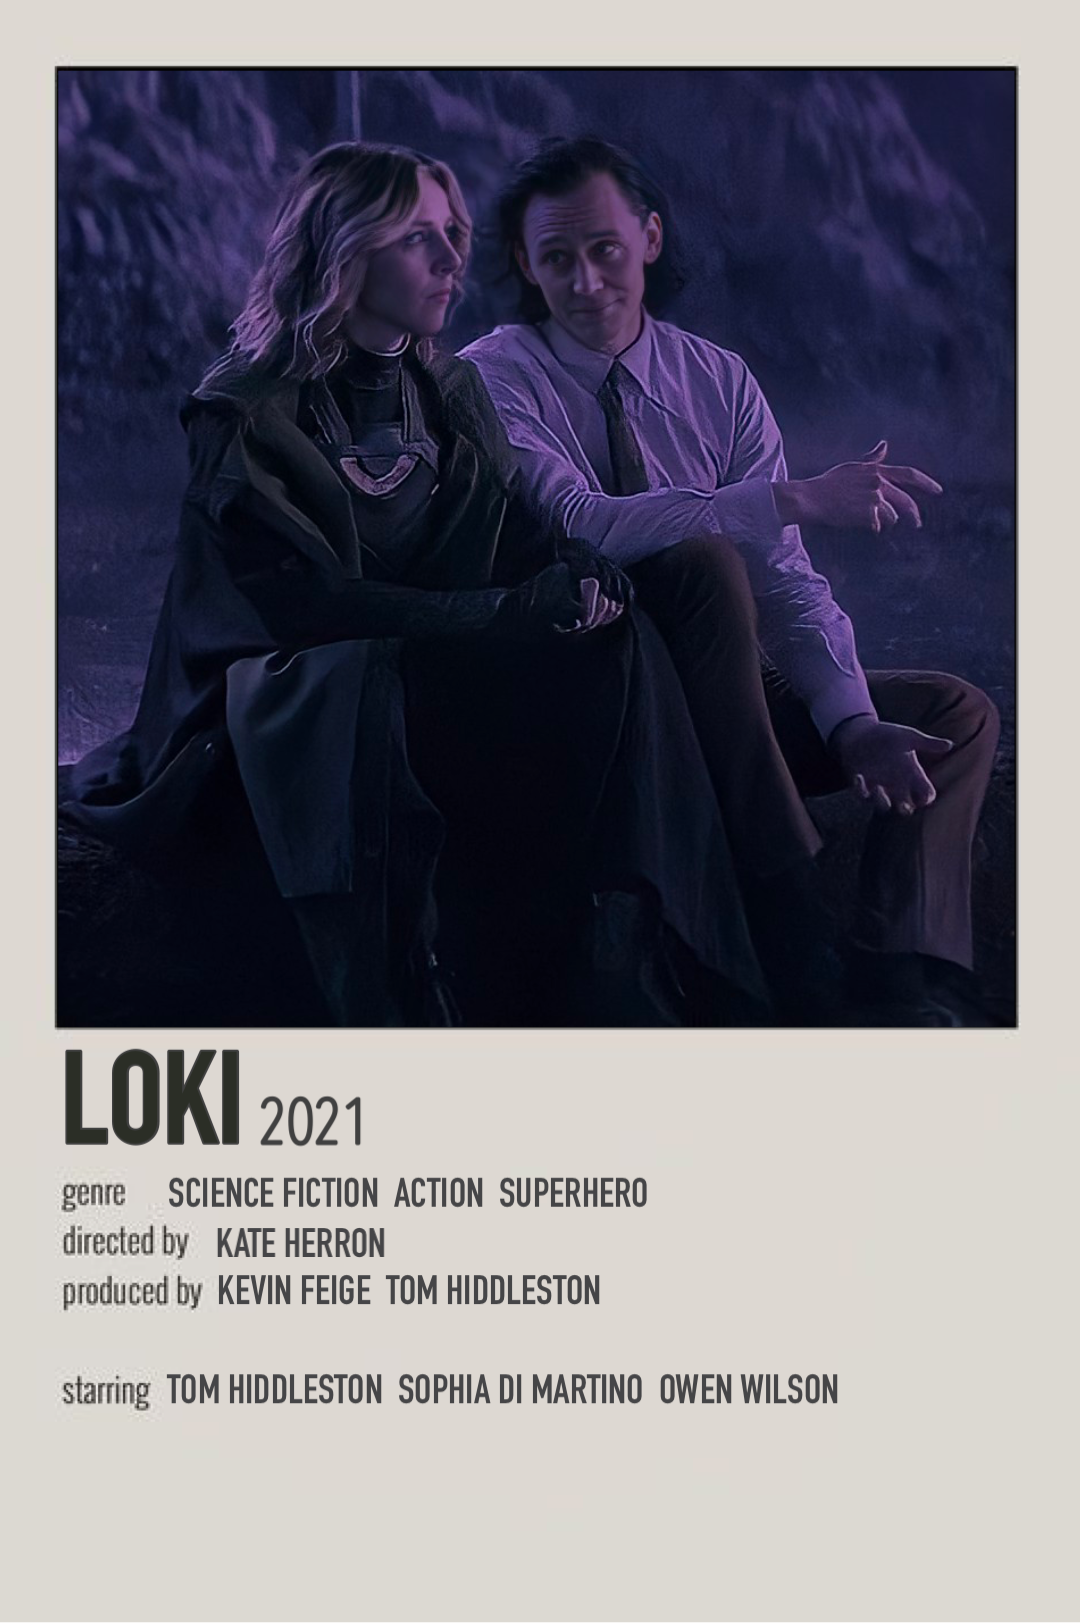 LOKI 2021
genre SCIENCE FICTION ACTION SUPERHERO
directed by KATE HERRON
produced by KEVIN FEIGE TOM HIDDLESTON
starring TOM HIDDLESTON SOPHIA DI MARTINO OWEN WILSON